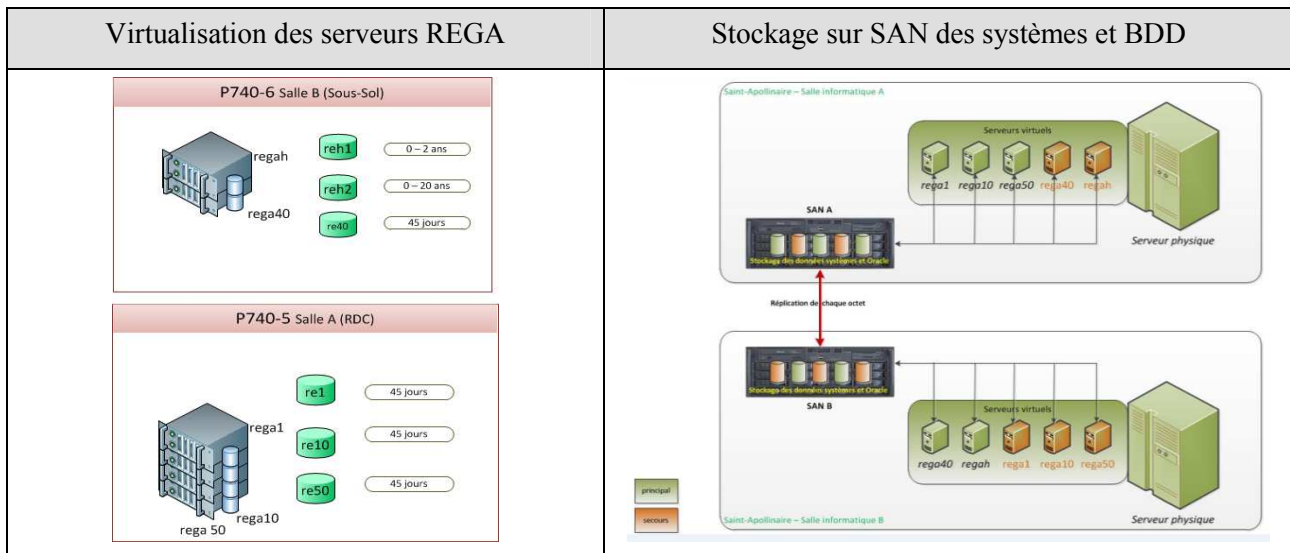 Virtualisation des serveurs REGA
P740-6 Salle B (Sous-Sol)
regah
rega40
reh1
0 – 2 ans
reh2
0 – 20 ans
re40
45 jours
P740-5 Salle A (RDC)
re1
45 jours
rega1
re10
45 jours
re50
45 jours
rega10
rega 50
Stockage sur SAN des systèmes et BDD
Saint-Apollinaire – Salle informatique A
Serveurs virtuels
rega1 rega10 rega50 rega40 regah
SAN A
Stockage des données systèmes et Oracle
Serveur physique
Réplication de chaque octet
Stockage des données systèmes et Oracle
SAN B
Serveurs virtuels
rega40 regah rega1 rega10 rega50
principal
secours
Saint-Apollinaire – Salle informatique B
Serveur physique